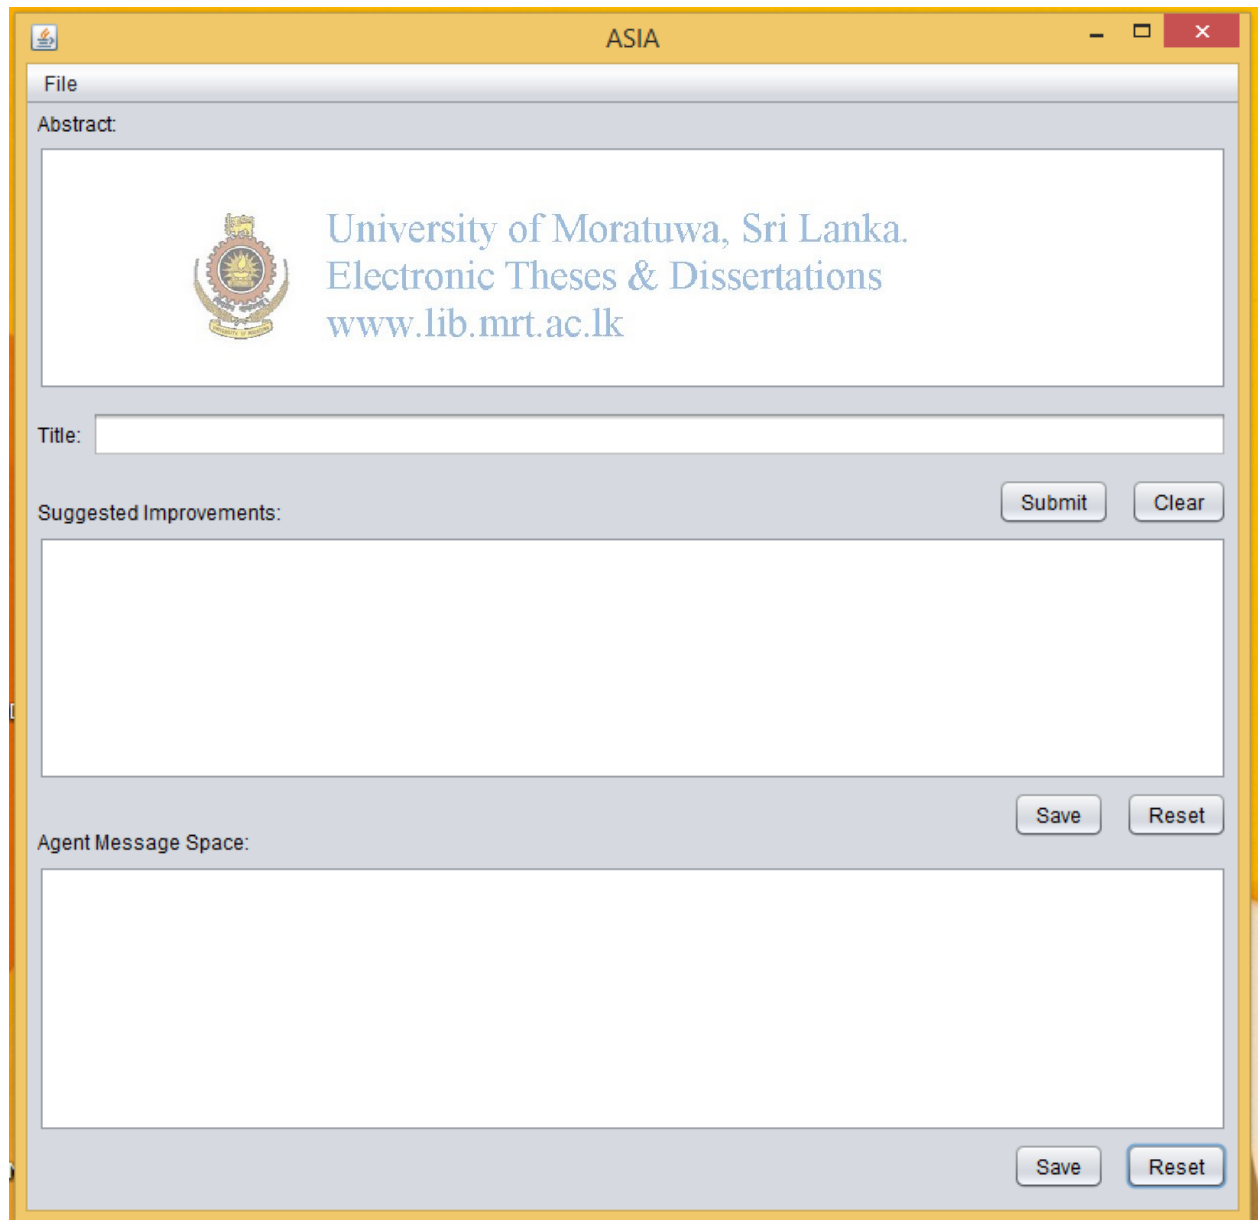 ASIA
File
Abstract:
University of Moratuwa, Sri Lanka.
Electronic Theses & Dissertations
www.lib.mrt.ac.lk
Title:
Submit Clear
Suggested Improvements:
Save Reset
Agent Message Space:
Save Reset